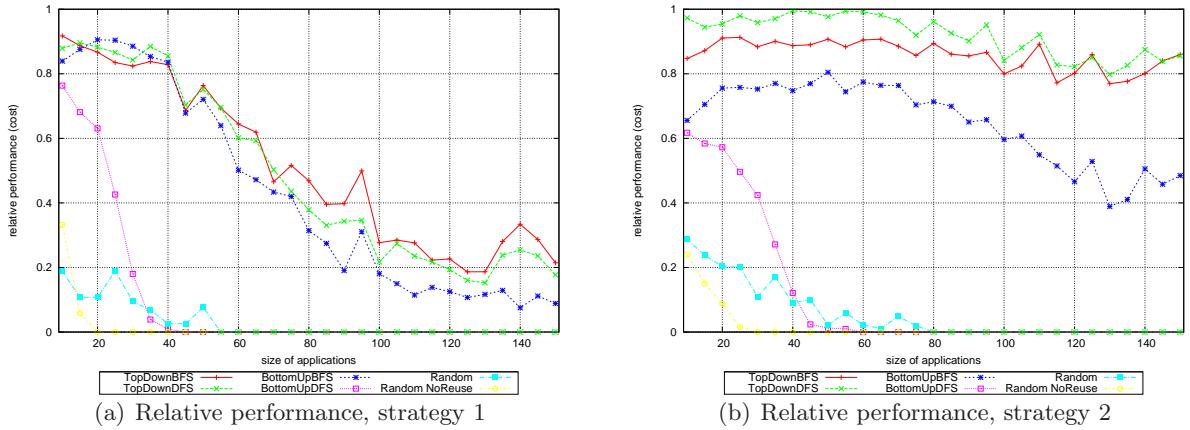 relative performance (cost)
1
0.8
0.6
0.4
0.2
0
20 40 60 80 100 120 140
size of applications
TopDownBFS BottomUpBFS Random
TopDownDFS BottomUpDFS Random NoReuse
(a) Relative performance, strategy 1
relative performance (cost)
1
0.8
0.6
0.4
0.2
0
20 40 60 80 100 120 140
size of applications
TopDownBFS BottomUpBFS Random
TopDownDFS BottomUpDFS Random NoReuse
(b) Relative performance, strategy 2